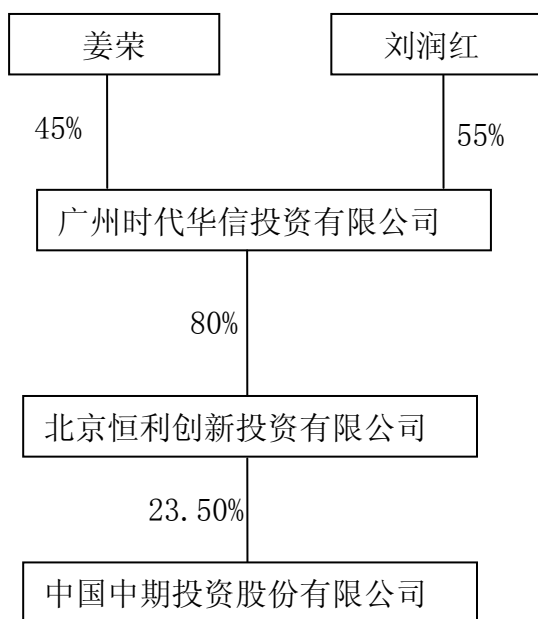 姜荣
刘润红
45%
55%
广州时代华信投资有限公司
80%
北京恒利创新投资有限公司
23.50%
中国中期投资股份有限公司